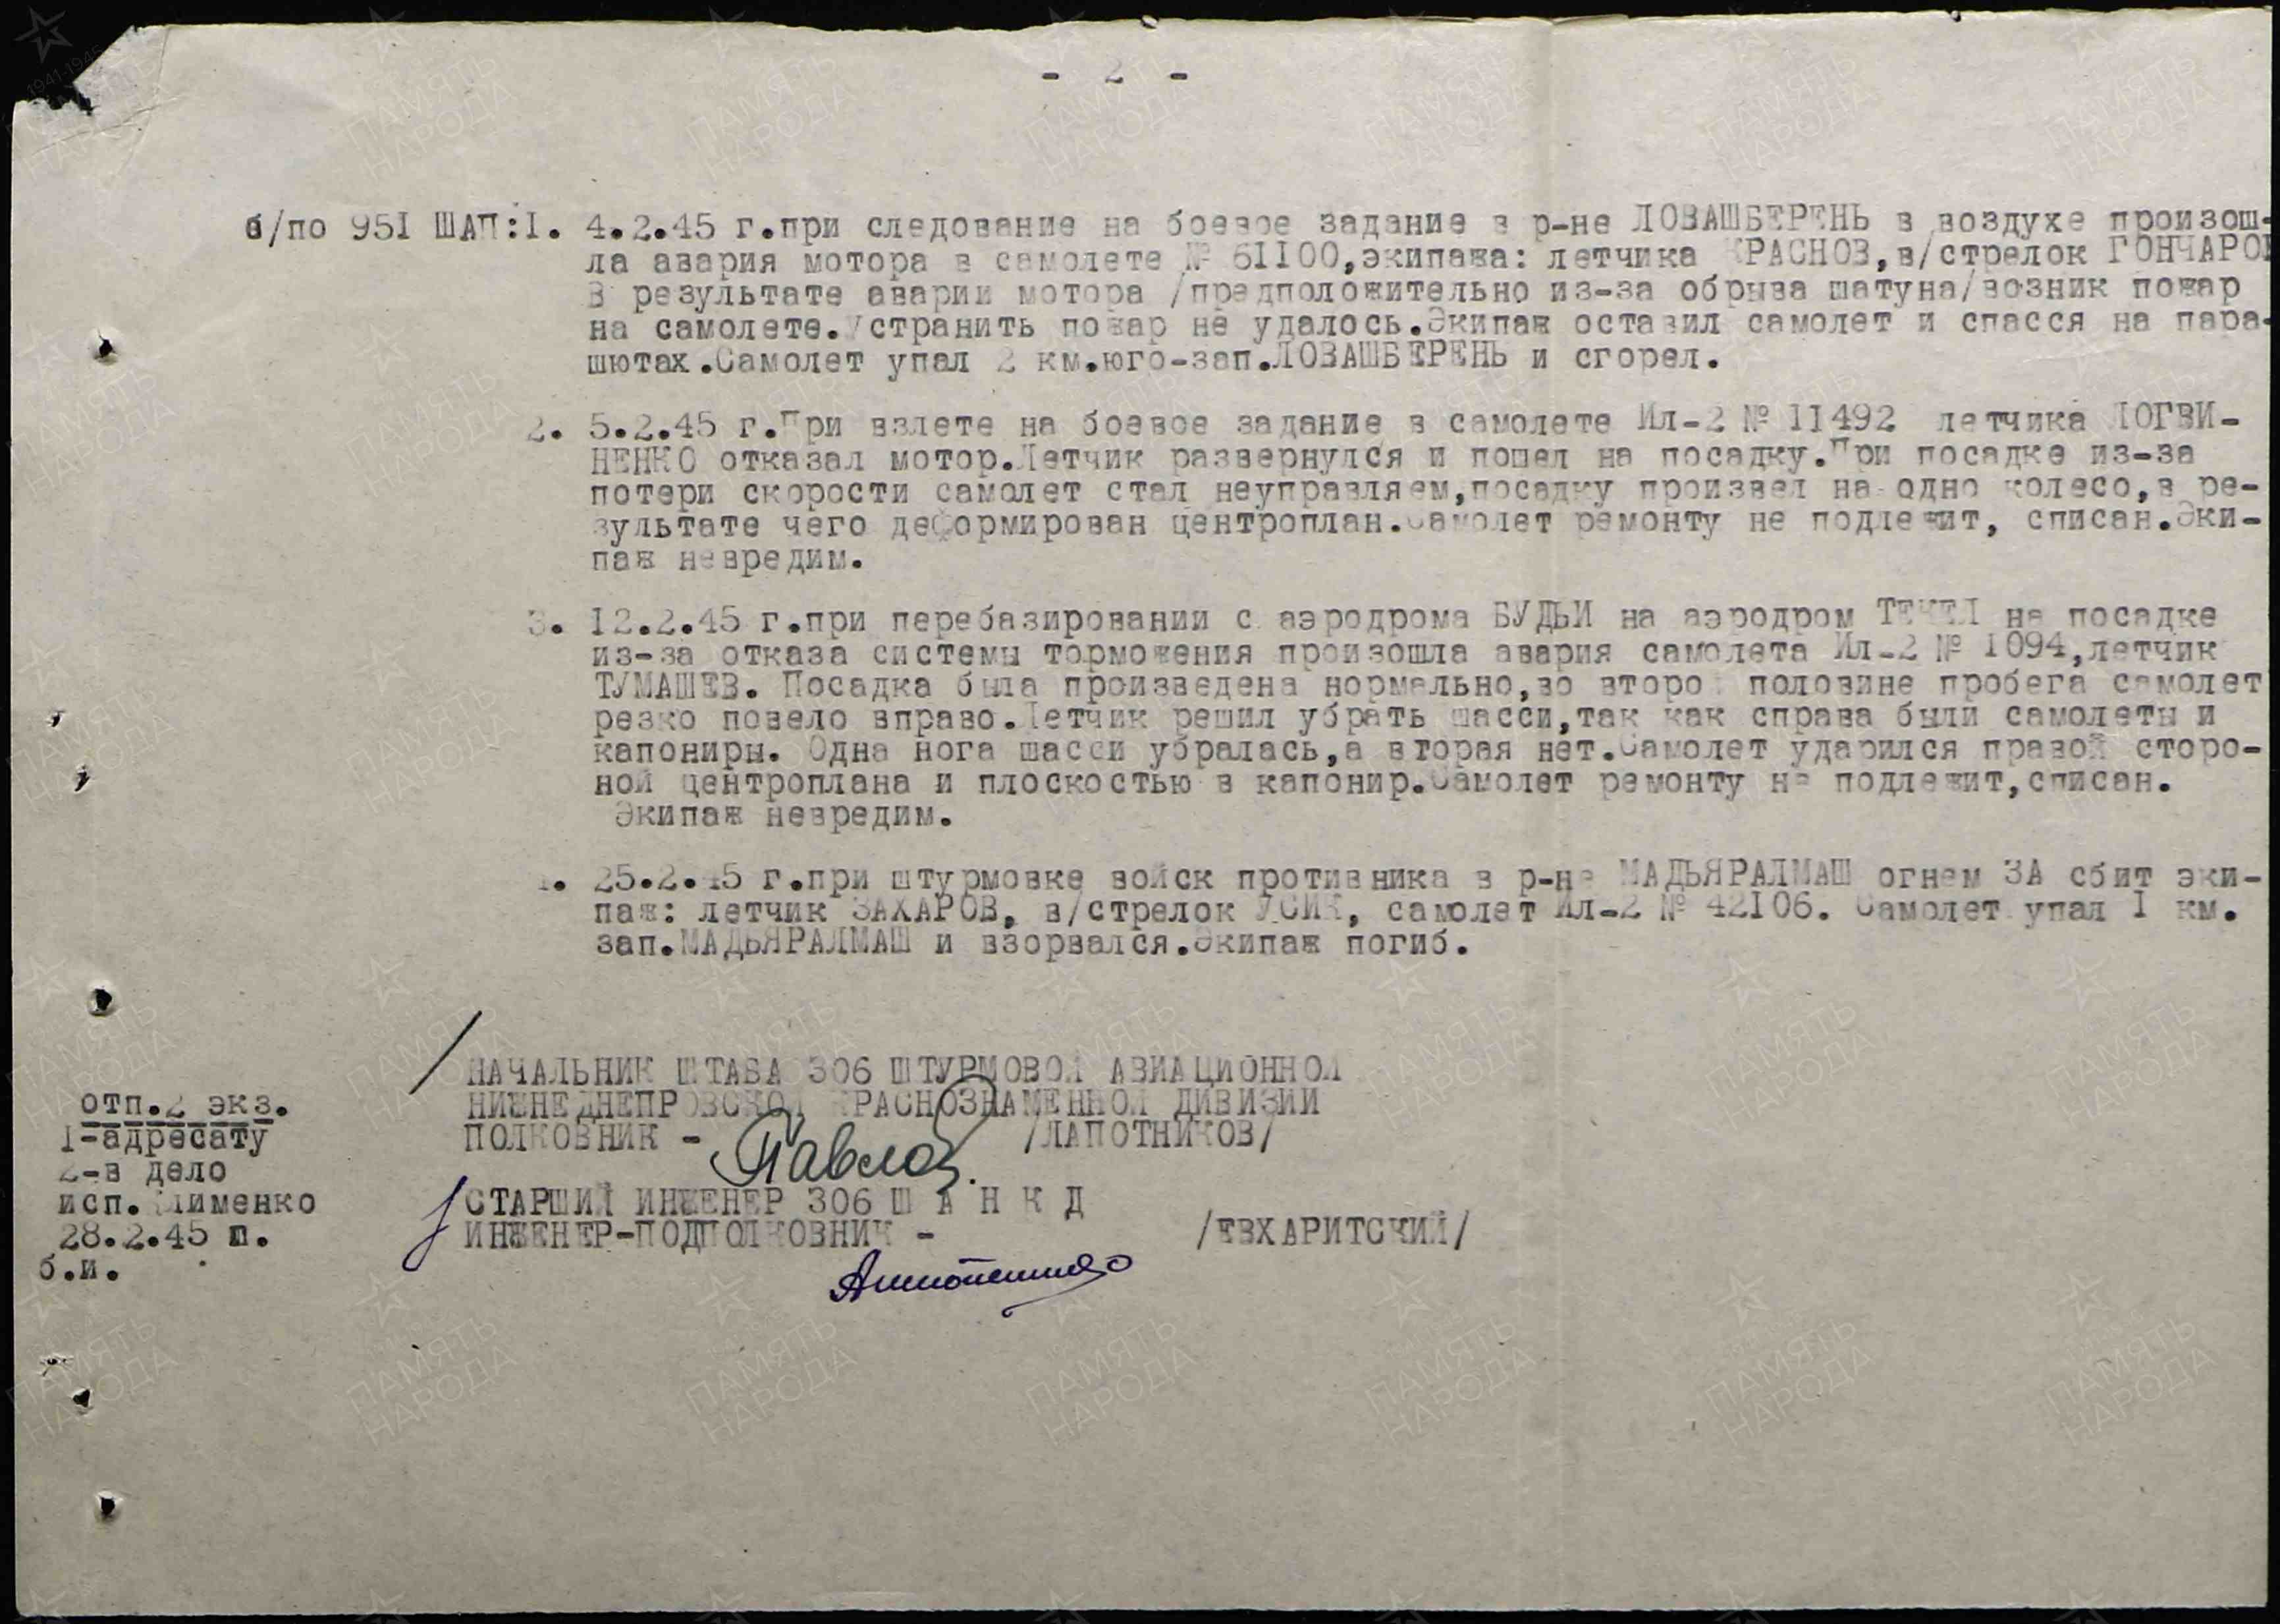 - 2 -
б/по 951 ШАП:I. 4.2.45 г.при следование на боевое задание в р-не ЛОВАШБЕРЕНЬ в воздухе произош-
ла авария мотора в самолете № 61100,экипажа: летчика КРАСНОВ,в/стрелок ГОНЧАРОВ
В результате аварии мотора /предположительно из-за обрыва шатуна/возник пожар
на самолете.Устранить пожар не удалось.Экипаж оставил самолет и спасся на пара-
шютах.Самолет упал 2 км.юго-зап.ЛОВАШБЕРЕНЬ и сгорел.
2. 5.2.45 г.При взлете на боевое задание в самолете Ил-2 № 11492 летчика ЛОГВИ-
НЕНКО отказал мотор.Летчик развернулся и пошел на посадку.При посадке из-за
потери скорости самолет стал неуправляем,посадку произвел на одно колесо,в ре-
зультате чего деформирован центроплан.Самолет ремонту не подлежит, списан.Эки-
паж невредим.
3. I2.2.45 г.при перебазировании с аэродрома БУДЬИ на аэродром ТЕКЕЛ на посадке
из-за отказа системы торможения произошла авария самолета Ил-2 № 1094,летчик
ТУМАШЕВ. Посадка была произведена нормально,во второй половине пробега самолет
резко повело вправо.Летчик решил убрать шасси,так как справа были самолеты и
капониры. Одна нога шасси убралась,а вторая нет.Самолет ударился правой сторо-
ной центроплана и плоскостью в капонир.Самолет ремонту не подлежит,списан.
Экипаж невредим.
4. 25.2.45 г.при штурмовке войск противника в р-не МАДЬЯРАЛМАШ огнем ЗА сбит эки-
паж: летчик ЗАХАРОВ, в/стрелок УСИК, самолет Ил-2 № 42I06. Самолет упал I км.
зап.МАДЬЯРАЛМАШ и взорвался.Экипаж погиб.
НАЧАЛЬНИК ШТАБА 306 ШТУРМОВОЙ АВИАЦИОННОЙ
НИЖНЕДНЕПРОВСКОЙ КРАСНОЗНАМЕННОЙ ДИВИЗИИ
ПОЛКОВНИК - /ЛАПОТНИКОВ/
Павлов
СТАРШИЙ ИНЖЕНЕР 306 Ш А Н К Д
ИНЖЕНЕР-ПОДПОЛКОВНИК - /ЕВХАРИТСКИЙ/
отп.2 экз.
I-адресату
2-в дело
исп.Клименко
28.2.45 г.
б.и.
ПАМЯТЬ НАРОДА
1941-1945